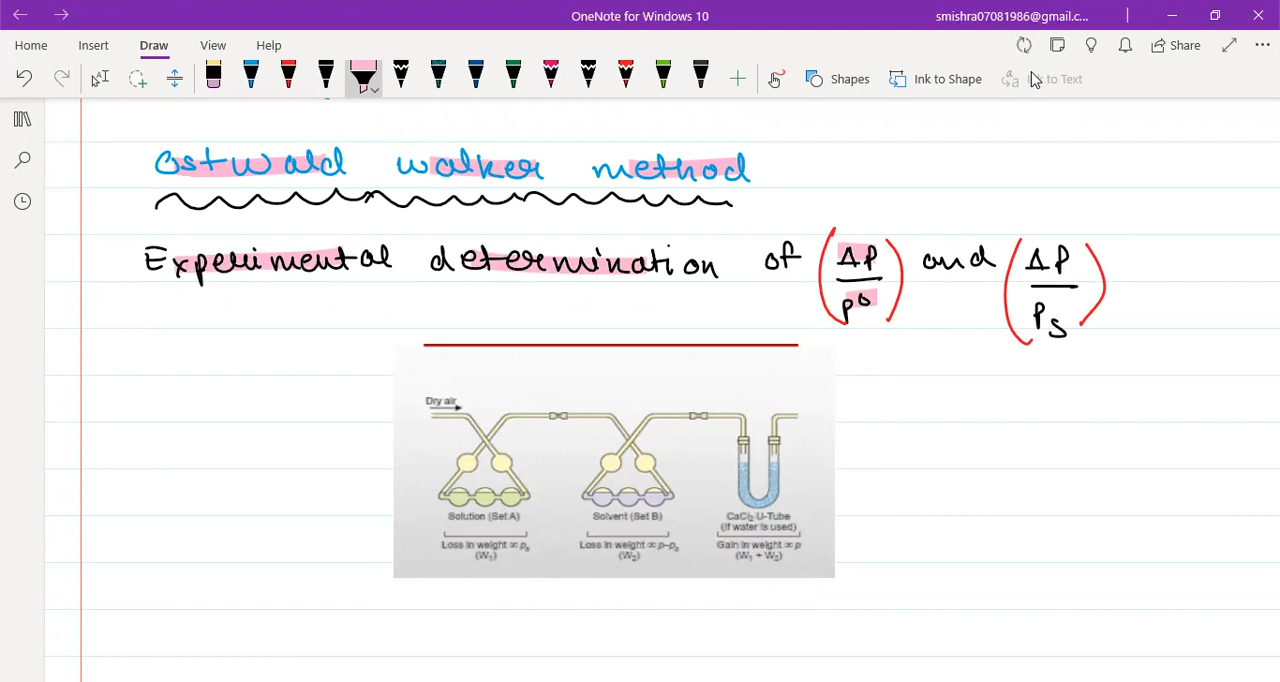 OneNote for Windows 10
smishra07081986@gmail.c...
Home Insert Draw View Help
Share
Shapes Ink to Shape Ink to Text
Ostwald walker method
Experimental determination of (ΔP/P°) and (ΔP/Ps)
Dry air
Solution (Set A) Solvent (Set B) CaCl₂ U-Tube
(if water is used)
Loss in weight ∝ pₛ Loss in weight ∝ p–pₛ Gain in weight ∝ p
(W₁) (W₂) (W₁ + W₂)